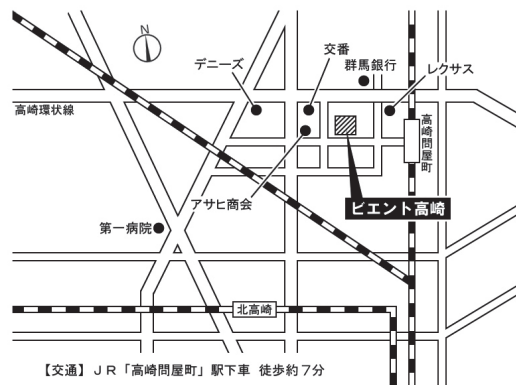 N
デニーズ
交番
群馬銀行
レクサス
高崎環状線
高崎問屋町
アサヒ商会
ビエント高崎
第一病院
北高崎
【交通】ＪＲ「高崎問屋町」駅下車 徒歩約７分